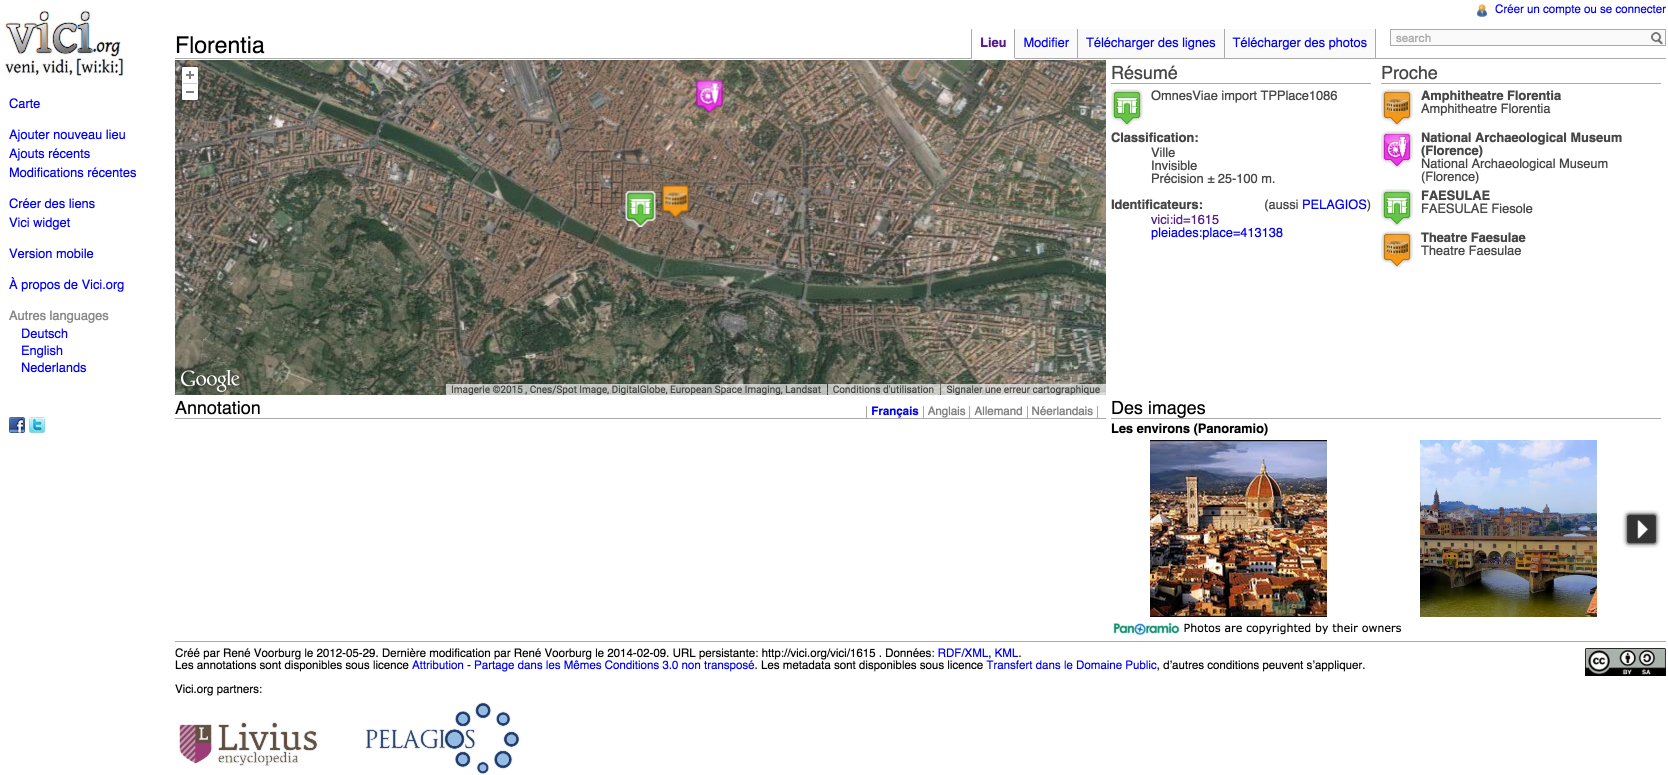 Créer un compte ou se connecter
vici.org
veni, vidi, [wi:ki:]
Florentia
Lieu
Modifier
Télécharger des lignes
Télécharger des photos
search
Carte
Ajouter nouveau lieu
Ajouts récents
Modifications récentes
Créer des liens
Vici widget
Version mobile
À propos de Vici.org
Autres languages
Deutsch
English
Nederlands
+
−
Google
Imagerie ©2015 , Cnes/Spot Image, DigitalGlobe, European Space Imaging, Landsat
Conditions d'utilisation
Signaler une erreur cartographique
Résumé
OmnesViae import TPPlace1086
Classification:
Ville
Invisible
Précision ± 25-100 m.
Identificateurs: (aussi PELAGIOS)
vici:id=1615
pleiades:place=413138
Proche
Amphitheatre Florentia
Amphitheatre Florentia
National Archaeological Museum
(Florence)
National Archaeological Museum
(Florence)
FAESULAE
FAESULAE Fiesole
Theatre Faesulae
Theatre Faesulae
Annotation
Français
Anglais
Allemand
Néerlandais
Des images
Les environs (Panoramio)
Panoramio Photos are copyrighted by their owners
Créé par René Voorburg le 2012-05-29. Dernière modification par René Voorburg le 2014-02-09. URL persistante: http://vici.org/vici/1615 . Données: RDF/XML, KML.
Les annotations sont disponibles sous licence Attribution - Partage dans les Mêmes Conditions 3.0 non transposé. Les metadata sont disponibles sous licence Transfert dans le Domaine Public, d'autres conditions peuvent s'appliquer.
cc
BY SA
Vici.org partners:
L Livius
encyclopedia
PELAGIOS